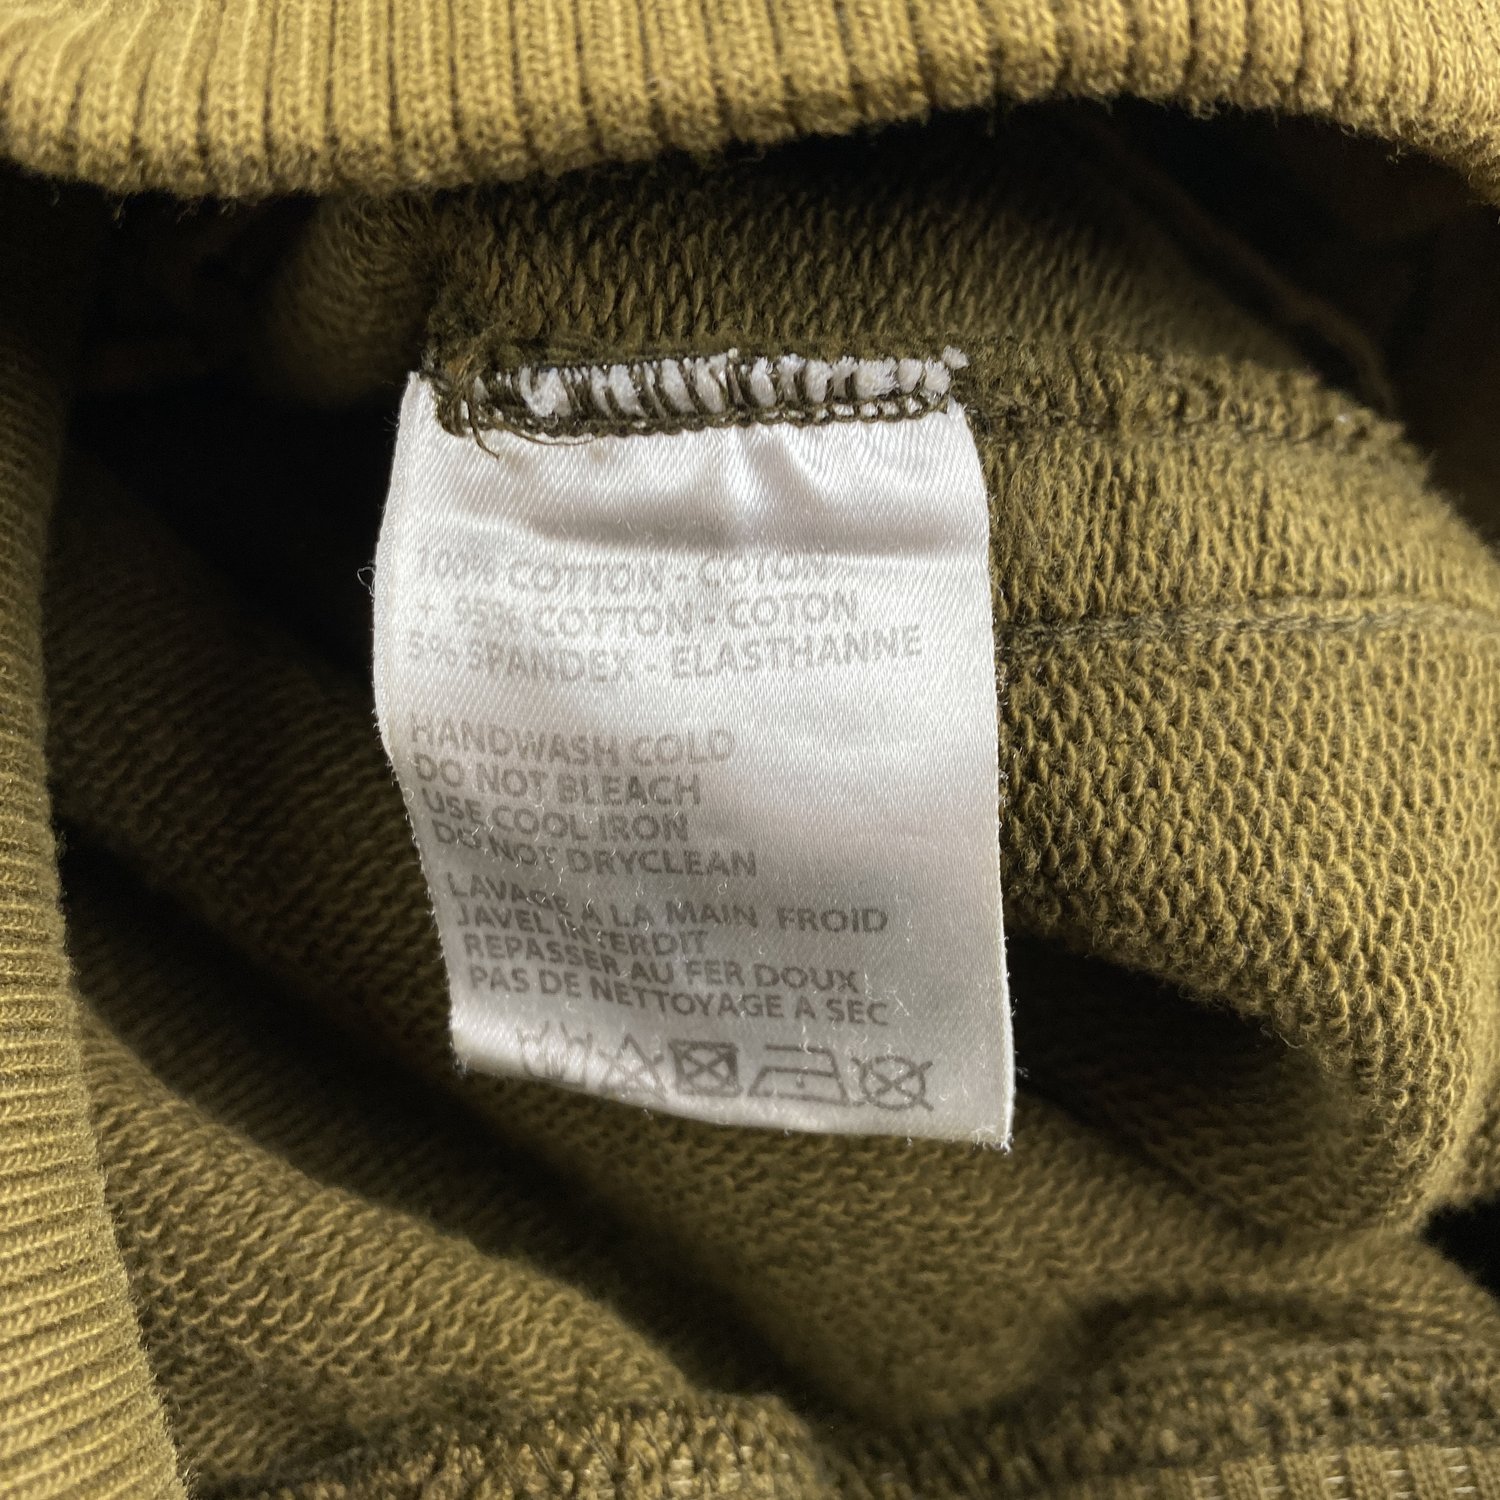 100% COTTON - COTON
+ 95% COTTON - COTON
5% SPANDEX - ELASTHANNE
HANDWASH COLD
DO NOT BLEACH
USE COOL IRON
DO NOT DRYCLEAN
LAVAGE A LA MAIN FROID
JAVEL INTERDIT
REPASSER AU FER DOUX
PAS DE NETTOYAGE A SEC